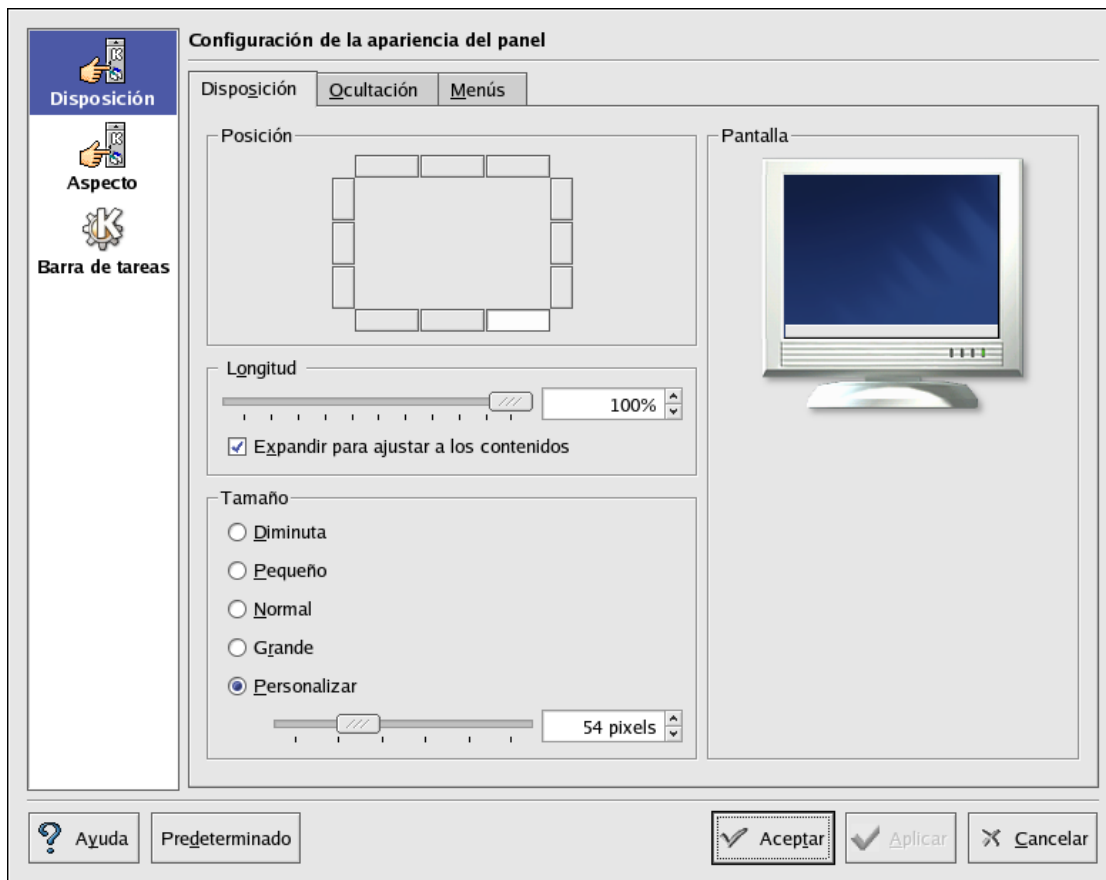 Configuración de la apariencia del panel
Disposición
Aspecto
Barra de tareas
Disposición
Ocultación
Menús
Posición
Pantalla
Longitud
100%
Expandir para ajustar a los contenidos
Tamaño
Diminuta
Pequeño
Normal
Grande
Personalizar
54 pixels
Ayuda
Predeterminado
Aceptar
Aplicar
Cancelar